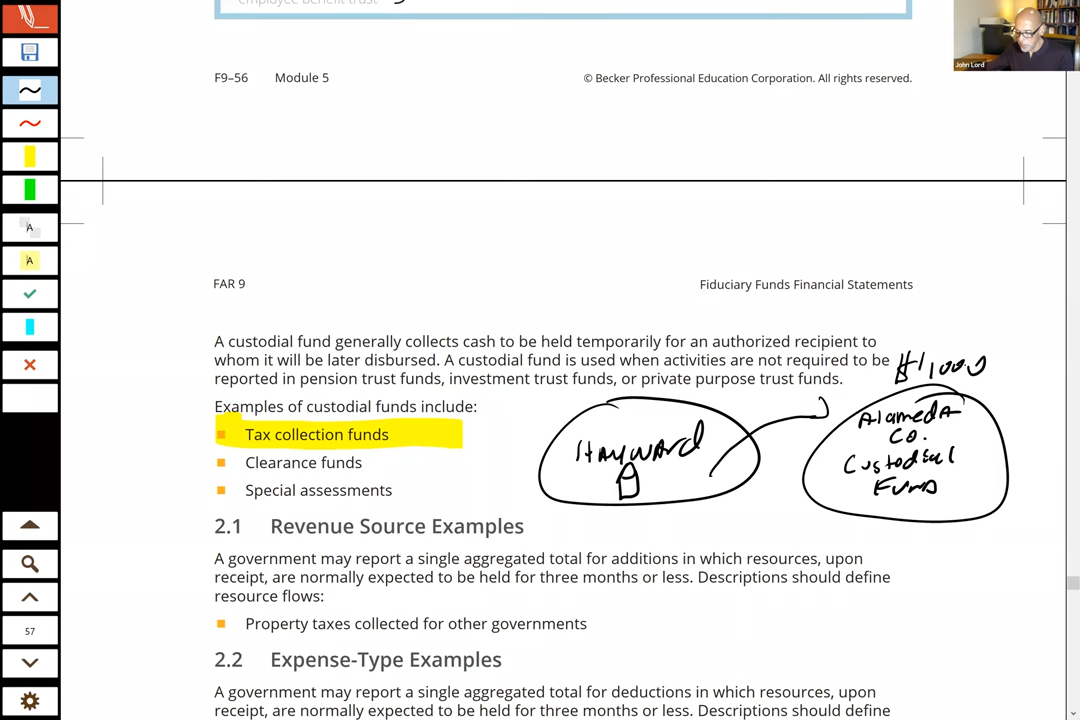 employee benefit trust
John Lord
F9–56 Module 5 © Becker Professional Education Corporation. All rights reserved.
FAR 9 Fiduciary Funds Financial Statements
A custodial fund generally collects cash to be held temporarily for an authorized recipient to
whom it will be later disbursed. A custodial fund is used when activities are not required to be
reported in pension trust funds, investment trust funds, or private purpose trust funds.
Examples of custodial funds include:
Tax collection funds
Clearance funds
Special assessments
$1,000
HAYWARD
AlamedA
Co.
Custodial
Fund
2.1 Revenue Source Examples
A government may report a single aggregated total for additions in which resources, upon
receipt, are normally expected to be held for three months or less. Descriptions should define
resource flows:
Property taxes collected for other governments
2.2 Expense-Type Examples
A government may report a single aggregated total for deductions in which resources, upon
receipt, are normally expected to be held for three months or less. Descriptions should define
A
A
57